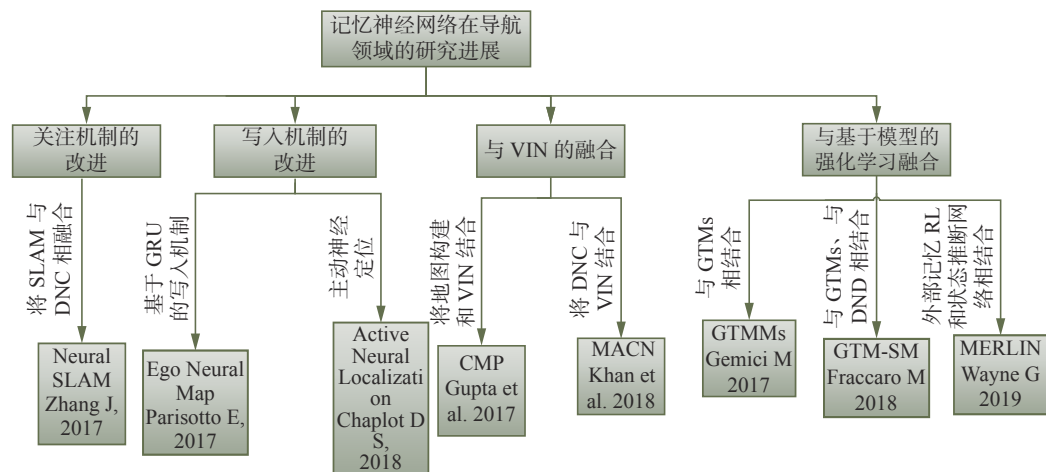 记忆神经网络在导航
领域的研究进展
关注机制的
改进
写入机制的
改进
与 VIN 的融合
与基于模型的
强化学习融合
将 SLAM 与
DNC 相融合
基于 GRU
的写入机制
主动神经
定位
将地图构建
和 VIN 结合
将 DNC 与
VIN 结合
与 GTMs
相结合
与 GTMs、与
DND 相结合
外部记忆 RL
和状态推断网
络相结合
Neural
SLAM
Zhang J,
2017
Ego Neural
Map
Parisotto E,
2017
Active
Neural
Localizati
on
Chaplot D
S,
2018
CMP
Gupta et
al. 2017
MACN
Khan et
al. 2018
GTMMs
Gemici M
2017
GTM-SM
Fraccaro M
2018
MERLIN
Wayne G
2019